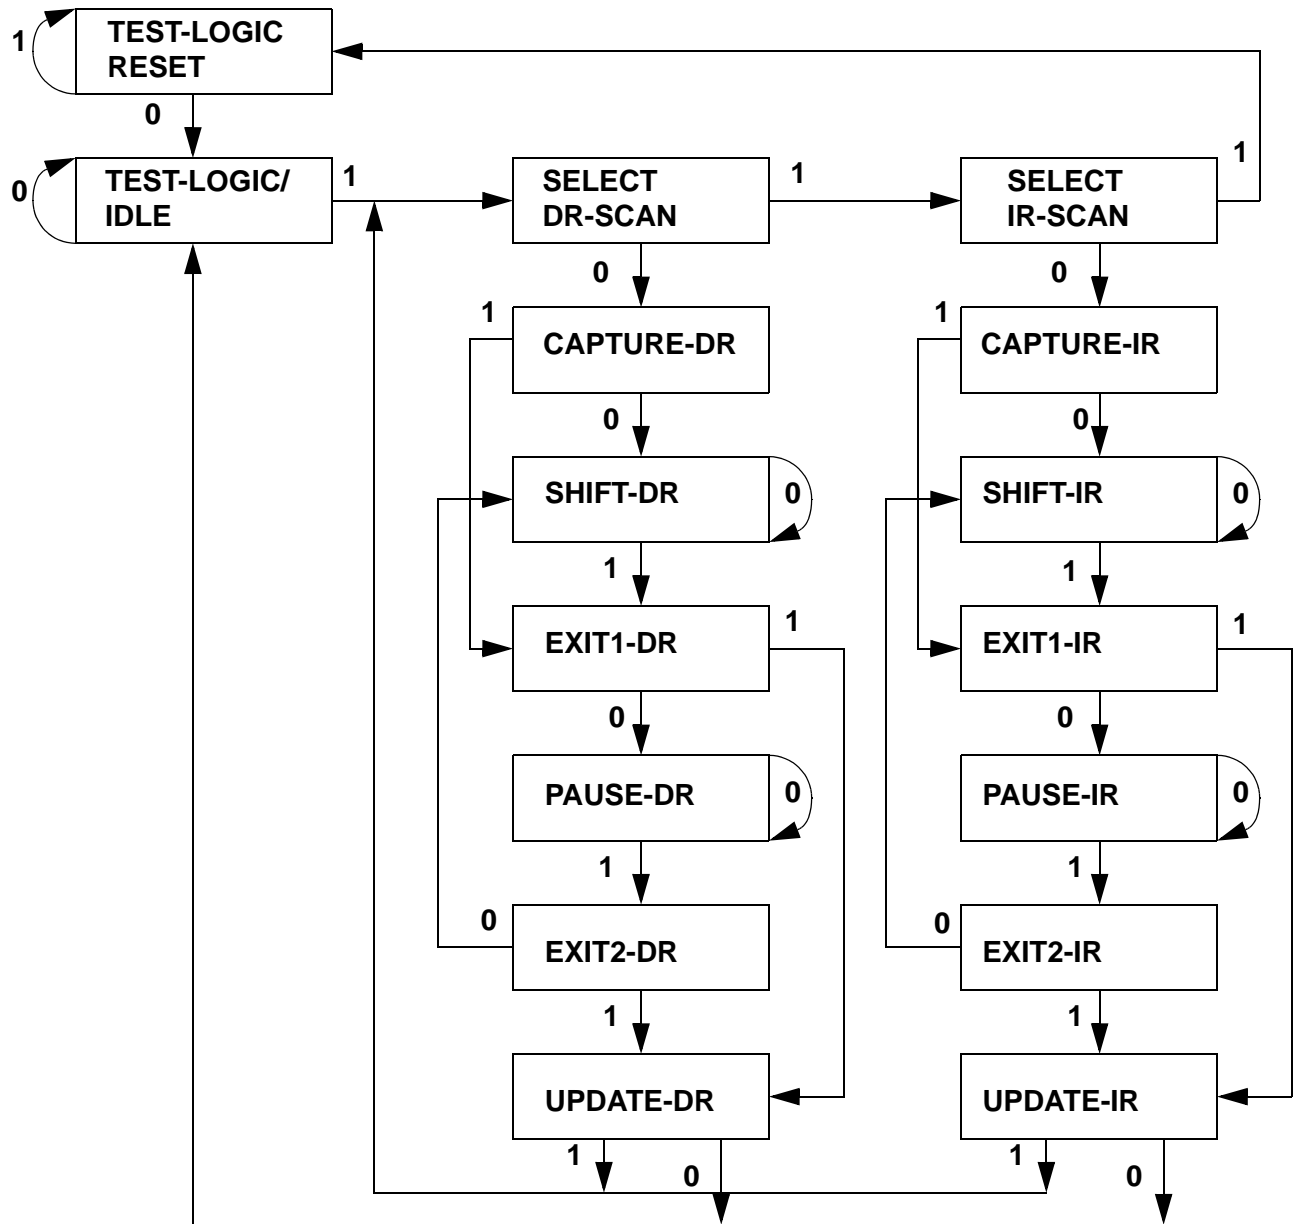 1
TEST-LOGIC
RESET
0
0
TEST-LOGIC/
IDLE
1
SELECT
DR-SCAN
1
SELECT
IR-SCAN
1
0
0
1
CAPTURE-DR
1
CAPTURE-IR
0
0
SHIFT-DR
0
SHIFT-IR
0
1
1
EXIT1-DR
1
EXIT1-IR
1
0
0
PAUSE-DR
0
PAUSE-IR
0
1
1
0
EXIT2-DR
0
EXIT2-IR
1
1
UPDATE-DR
UPDATE-IR
1
0
1
0